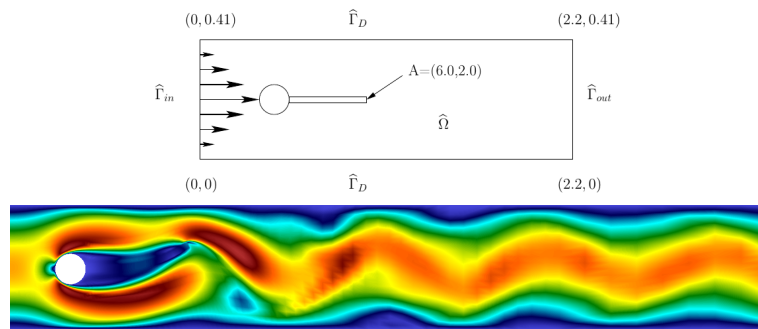 (0, 0.41) Γ̂_D (2.2, 0.41)
A=(6.0,2.0)
Γ̂_in Γ̂_out
Ω̂
(0, 0) Γ̂_D (2.2, 0)